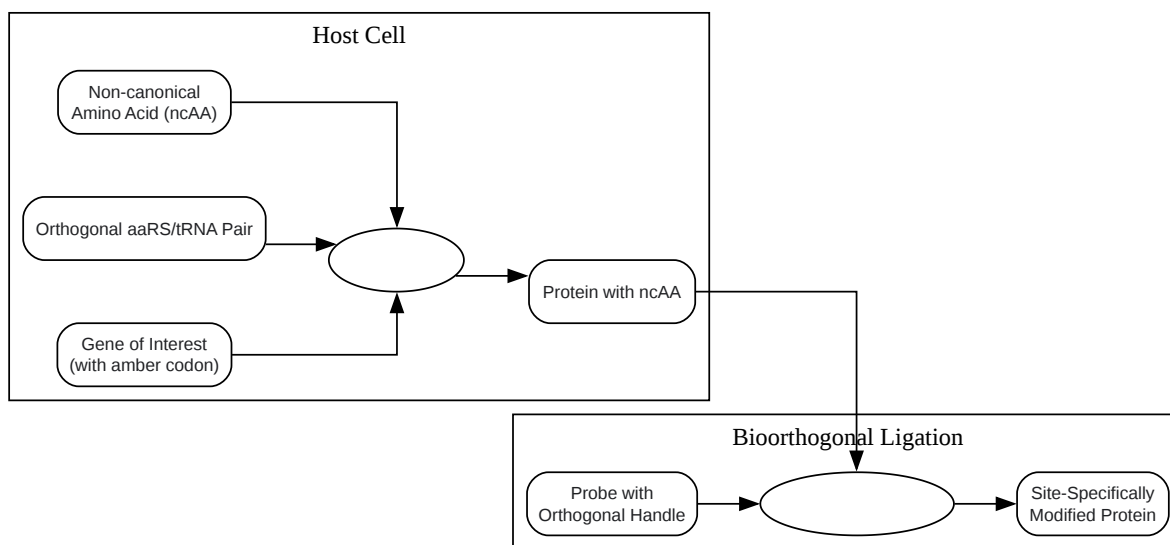 Host Cell
Non-canonical
Amino Acid (ncAA)
Orthogonal aaRS/tRNA Pair
Gene of Interest
(with amber codon)
Protein with ncAA
Bioorthogonal Ligation
Probe with
Orthogonal Handle
Site-Specifically
Modified Protein